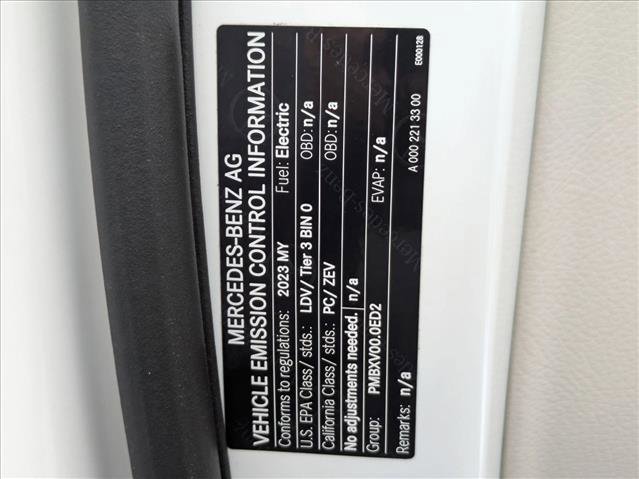 MERCEDES-BENZ AG
VEHICLE EMISSION CONTROL INFORMATION
Conforms to regulations: 2023 MY Fuel: Electric
U.S. EPA Class/ stds.: LDV/ Tier 3 BIN 0 OBD: n/a
California Class/ stds.: PC/ ZEV OBD: n/a
No adjustments needed. n/a
Group: PMBXV00.0ED2 EVAP: n/a
Remarks: n/a
A 000 221 33 00
E000128
Mercedes-Benz